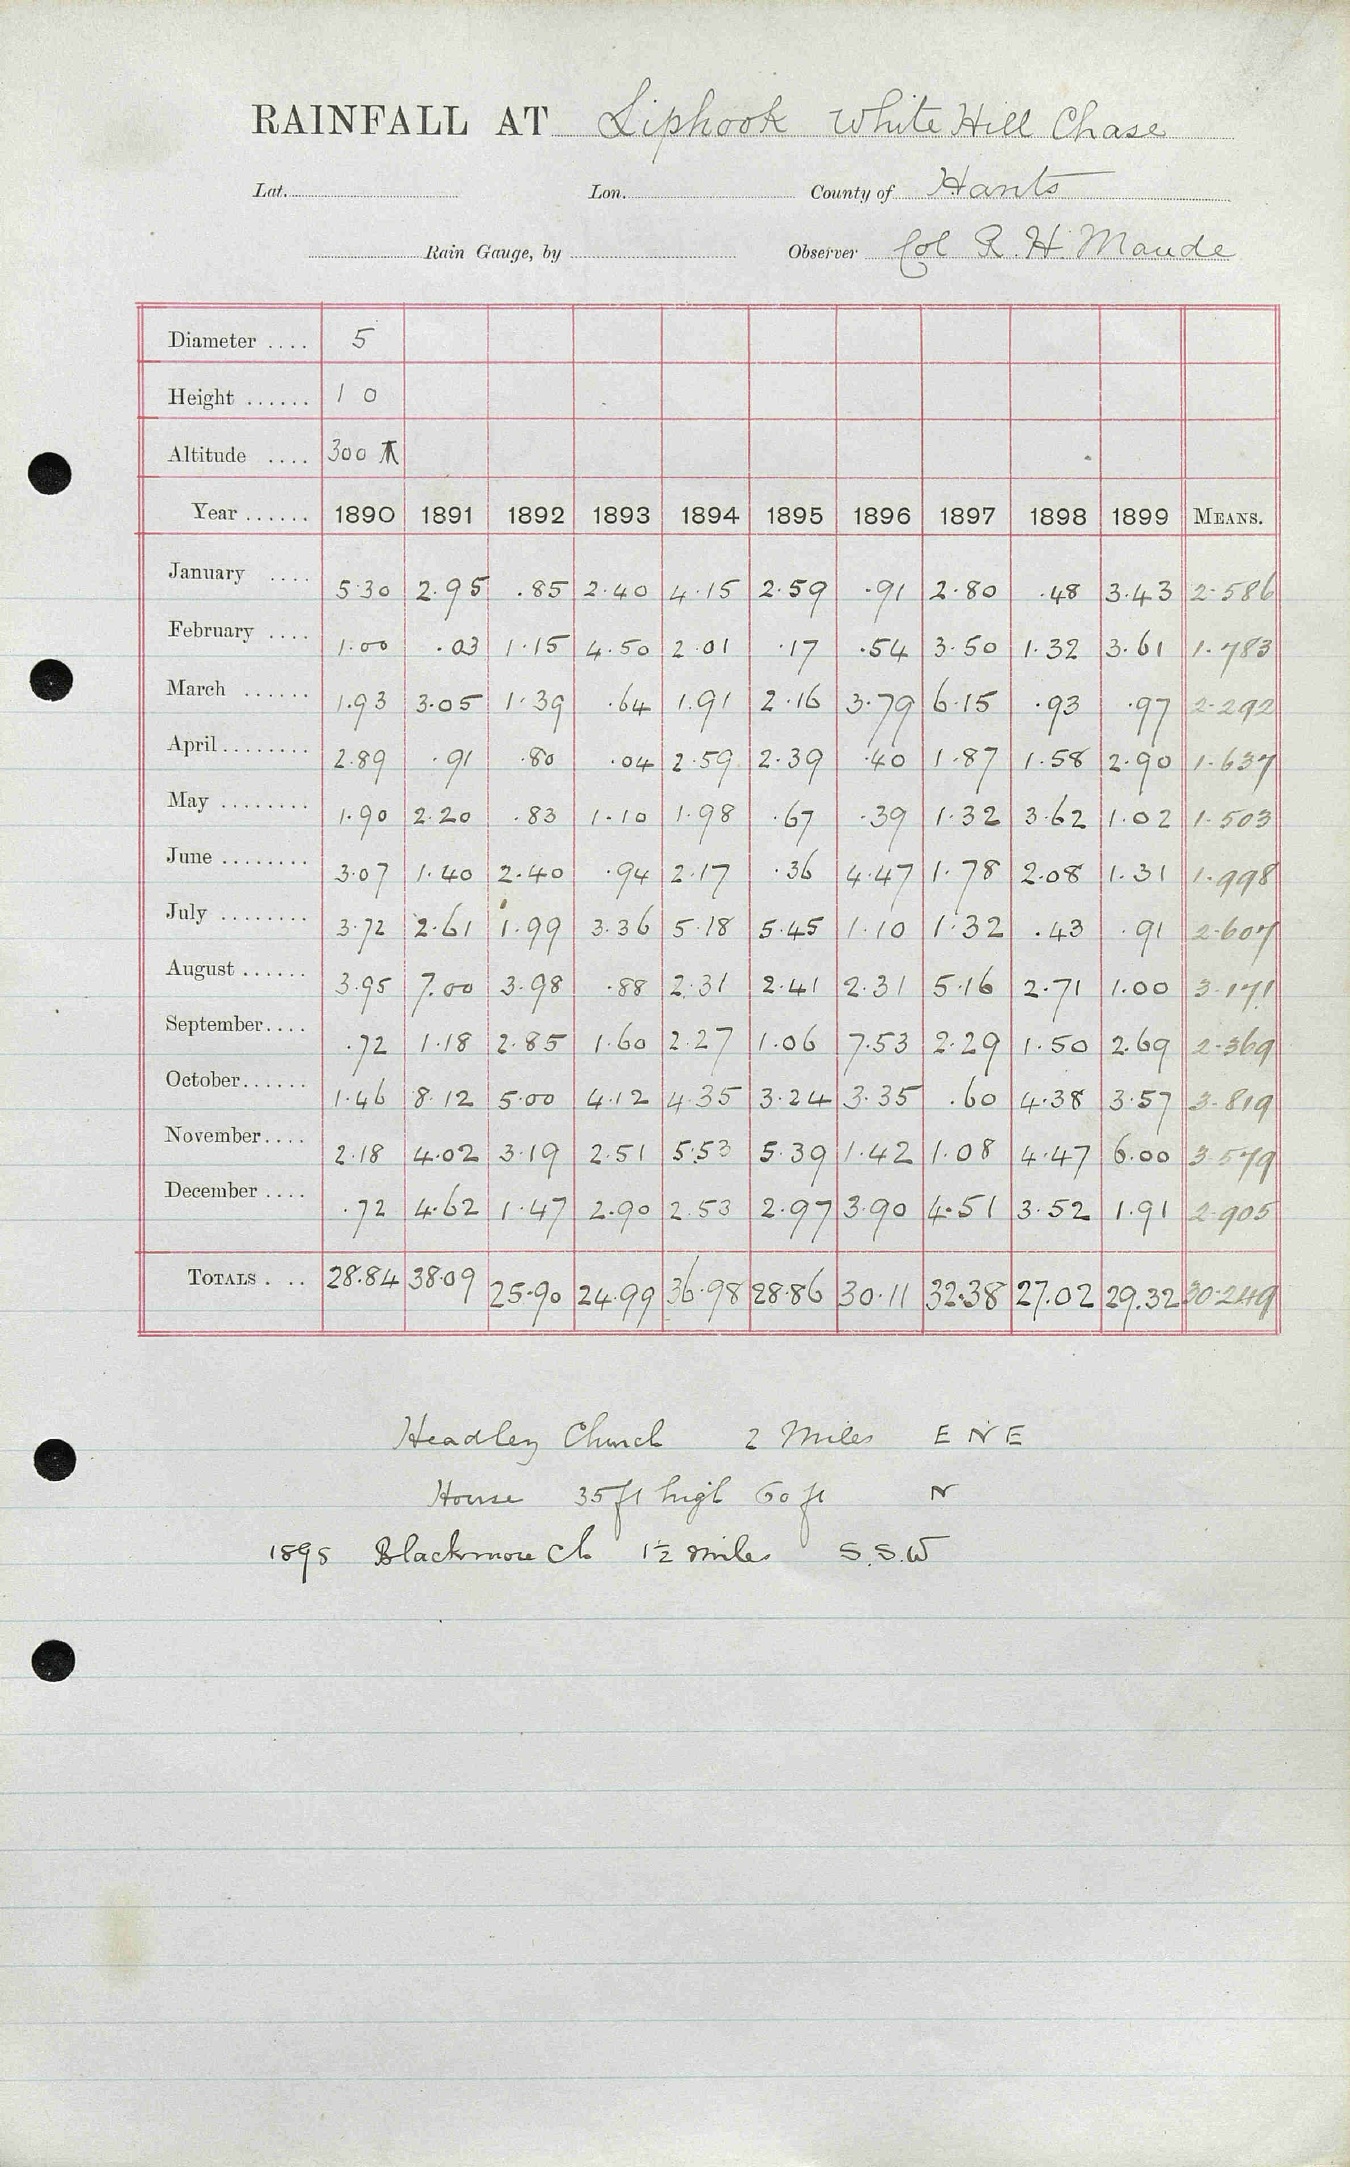 RAINFALL AT Liphook White Hill Chase
Lat. Lon. County of Hants
Rain Gauge, by Observer Col R. H. Maude
Diameter .... 5
Height ...... 1 0
Altitude .... 300
Year ...... 1890 1891 1892 1893 1894 1895 1896 1897 1898 1899 MEANS.
January .... 5.30 2.95 .85 2.40 4.15 2.59 .91 2.80 .48 3.43 2.586
February .... 1.00 .03 1.15 4.50 2.01 .17 .54 3.50 1.32 3.61 1.783
March ...... 1.93 3.05 1.39 .64 1.91 2.16 3.79 6.15 .93 .97 2.292
April ........ 2.89 .91 .80 .04 2.59 2.39 .40 1.87 1.58 2.90 1.637
May ........ 1.90 2.20 .83 1.10 1.98 .67 .39 1.32 3.62 1.02 1.503
June ........ 3.07 1.40 2.40 .94 2.17 .36 4.47 1.78 2.08 1.31 1.998
July ........ 3.72 2.61 1.99 3.36 5.18 5.45 1.10 1.32 .43 .91 2.607
August ...... 3.95 7.00 3.98 .88 2.31 2.41 2.31 5.16 2.71 1.00 3.171
September.... .72 1.18 2.85 1.60 2.27 1.06 7.53 2.29 1.50 2.69 2.369
October...... 1.46 8.12 5.00 4.12 4.35 3.24 3.35 .60 4.38 3.57 3.819
November.... 2.18 4.02 3.19 2.51 5.53 5.39 1.42 1.08 4.47 6.00 3.579
December .... .72 4.62 1.47 2.90 2.53 2.97 3.90 4.51 3.52 1.91 2.905
TOTALS . .. 28.84 38.09 25.90 24.99 36.98 28.86 30.11 32.38 27.02 29.32 30.249
Headley Church 2 Miles E N E
House 35 ft high 60 ft N
1895 Blackmore Ch 1½ miles S.S.W